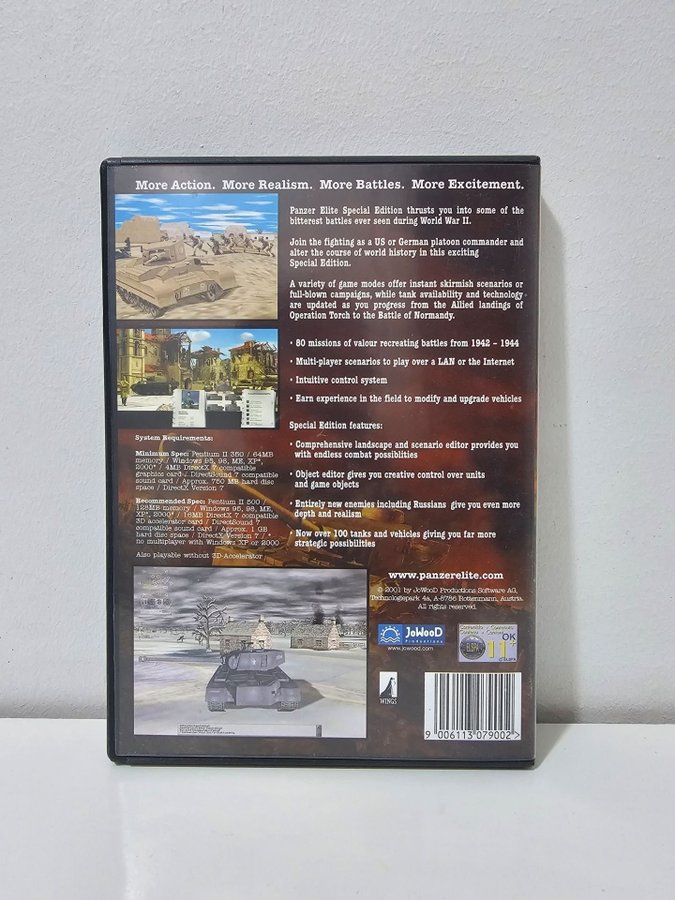 More Action. More Realism. More Battles. More Excitement.
Panzer Elite Special Edition thrusts you into some of the
bitterest battles ever seen during World War II.
Join the fighting as a US or German platoon commander and
alter the course of world history in this exciting
Special Edition.
A variety of game modes offer instant skirmish scenarios or
full-blown campaigns, while tank availability and technology
are updated as you progress from the Allied landings of
Operation Torch to the Battle of Normandy.
· 80 missions of valour recreating battles from 1942 – 1944
· Multi-player scenarios to play over a LAN or the Internet
· Intuitive control system
· Earn experience in the field to modify and upgrade vehicles
Special Edition features:
· Comprehensive landscape and scenario editor provides you
with endless combat possiblities
· Object editor gives you creative control over units
and game objects
· Entirely new enemies including Russians give you even more
depth and realism
· Now over 100 tanks and vehicles giving you far more
strategic possibilities
System Requirements:
Minimum Spec: Pentium II 350 / 64MB
memory / Windows 95, 98, ME, XP*,
2000* / 4MB DirectX 7 compatible
graphics card / DirectSound 7 compatible
sound card / Approx. 750 MB hard disc
space / DirectX Version 7
Recommended Spec: Pentium II 500 /
128MB memory / Windows 95, 98, ME,
XP*, 2000* / 16MB DirectX 7 compatible
3D accelerator card / DirectSound 7
compatible sound card / Approx. 1 GB
hard disc space / DirectX Version 7 / *
no multiplayer with Windows XP or 2000
Also playable without 3D-Accelerator
www.panzerelite.com
© 2001 by JoWooD Productions Software AG,
Technologiepark 4a, A-8786 Rottenmann, Austria.
All rights reserved.
JoWooD
Productions
www.jowood.com
ELSPA
OK
11+
WINGS
9 006113 079002 >